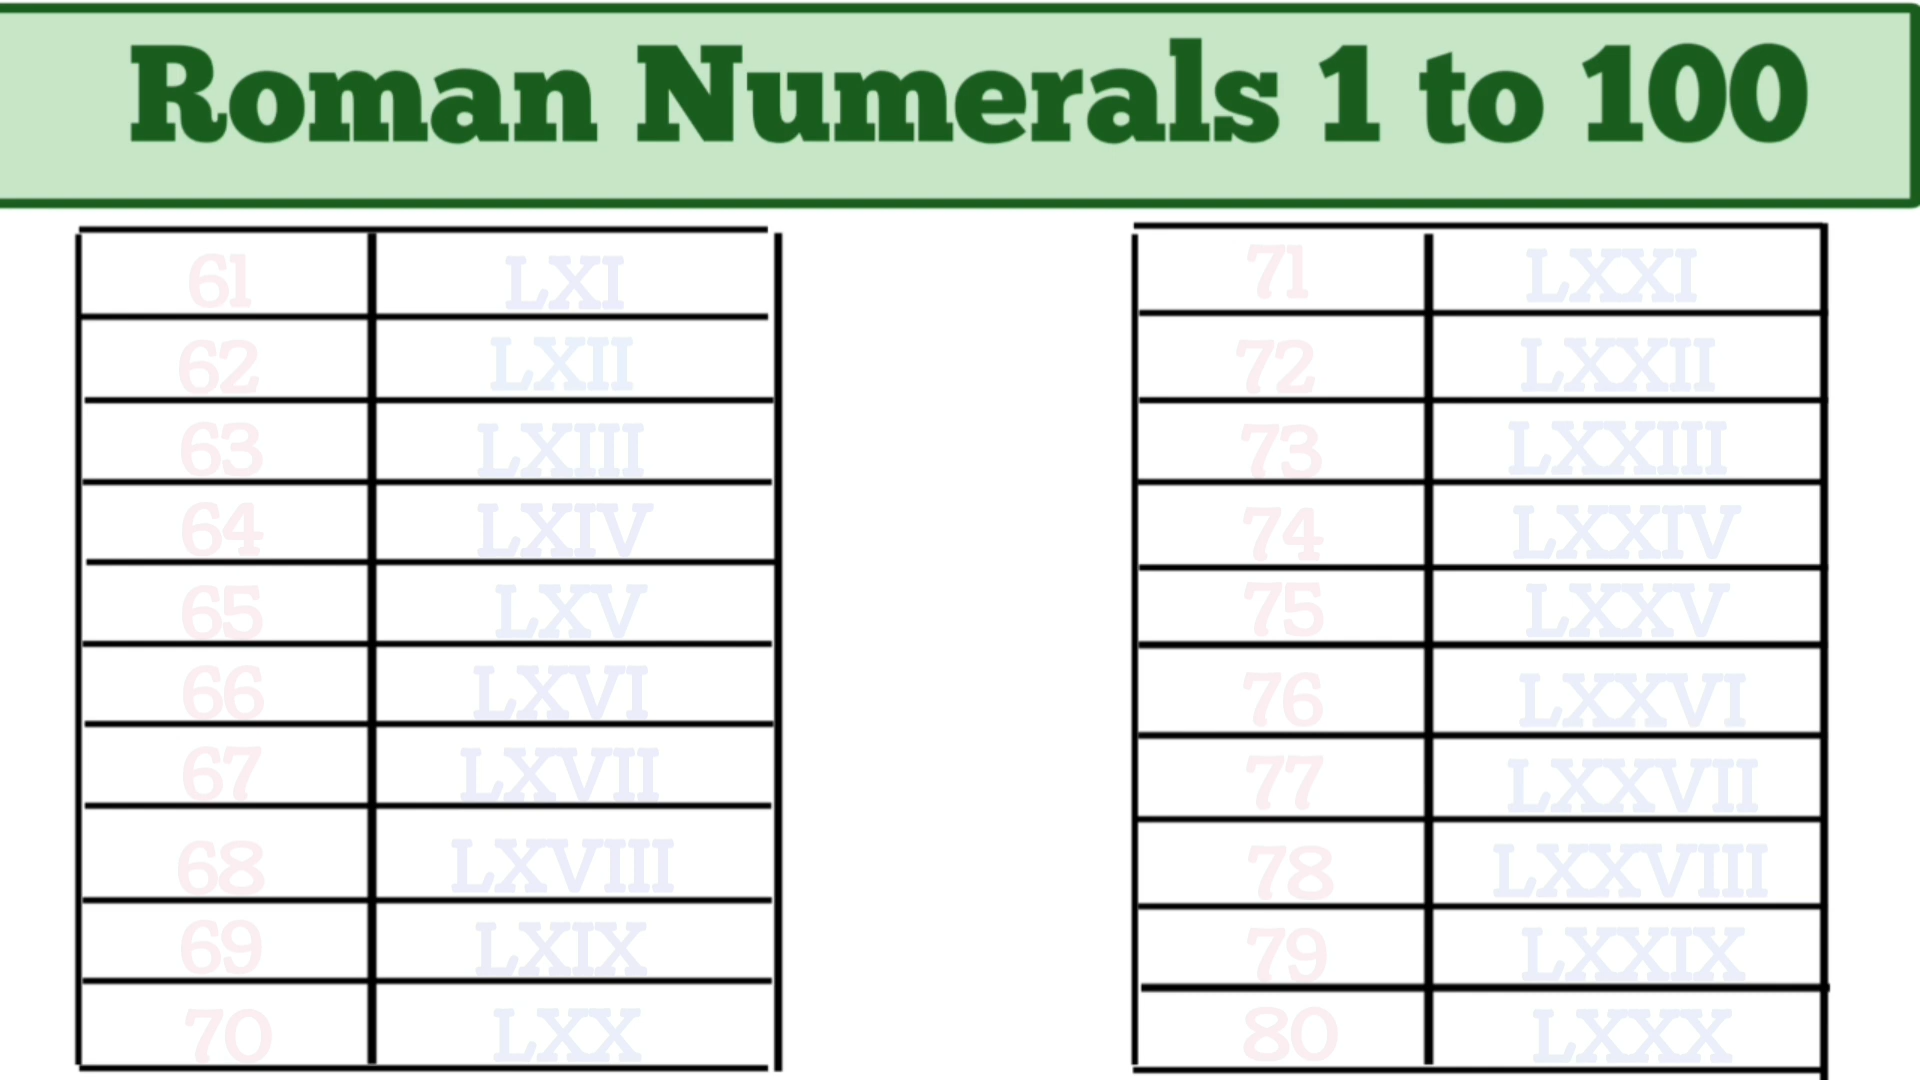 Roman Numerals 1 to 100
61 LXI
62 LXII
63 LXIII
64 LXIV
65 LXV
66 LXVI
67 LXVII
68 LXVIII
69 LXIX
70 LXX
71 LXXI
72 LXXII
73 LXXIII
74 LXXIV
75 LXXV
76 LXXVI
77 LXXVII
78 LXXVIII
79 LXXIX
80 LXXX